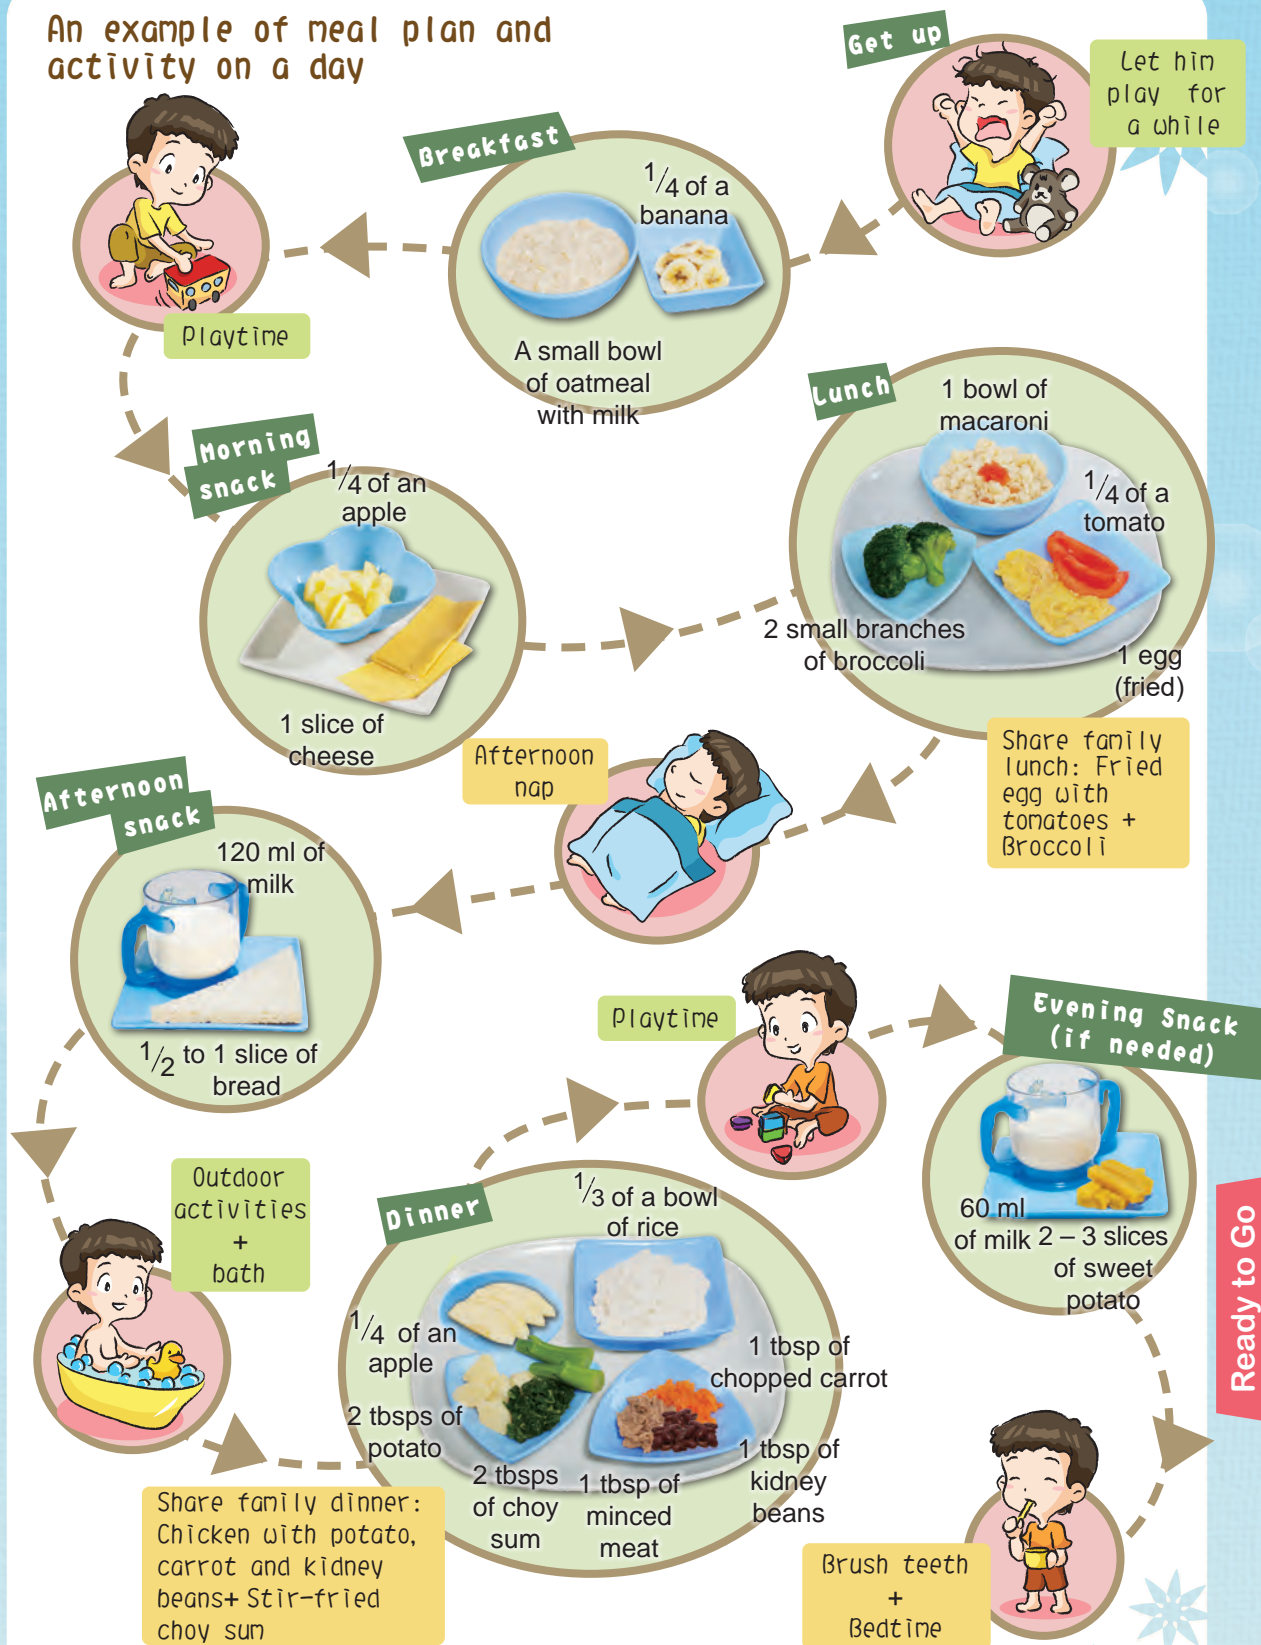 An example of meal plan and
activity on a day
Get up
Let him
play for
a while
Breakfast
1/4 of a
banana
A small bowl
of oatmeal
with milk
Playtime
Morning
snack
1/4 of an
apple
1 slice of
cheese
Lunch
1 bowl of
macaroni
1/4 of a
tomato
2 small branches
of broccoli
1 egg
(fried)
Share family
lunch: Fried
egg with
tomatoes +
Broccoli
Afternoon
nap
Afternoon
snack
120 ml of
milk
1/2 to 1 slice of
bread
Outdoor
activities
+
bath
Dinner
1/3 of a bowl
of rice
1/4 of an
apple
1 tbsp of
chopped carrot
2 tbsps of
potato
2 tbsps
of choy
sum
1 tbsp of
minced
meat
1 tbsp of
kidney
beans
Share family dinner:
Chicken with potato,
carrot and kidney
beans+ Stir-fried
choy sum
Playtime
Evening Snack
(if needed)
60 ml
of milk
2 – 3 slices
of sweet
potato
Brush teeth
+
Bedtime
Ready to Go